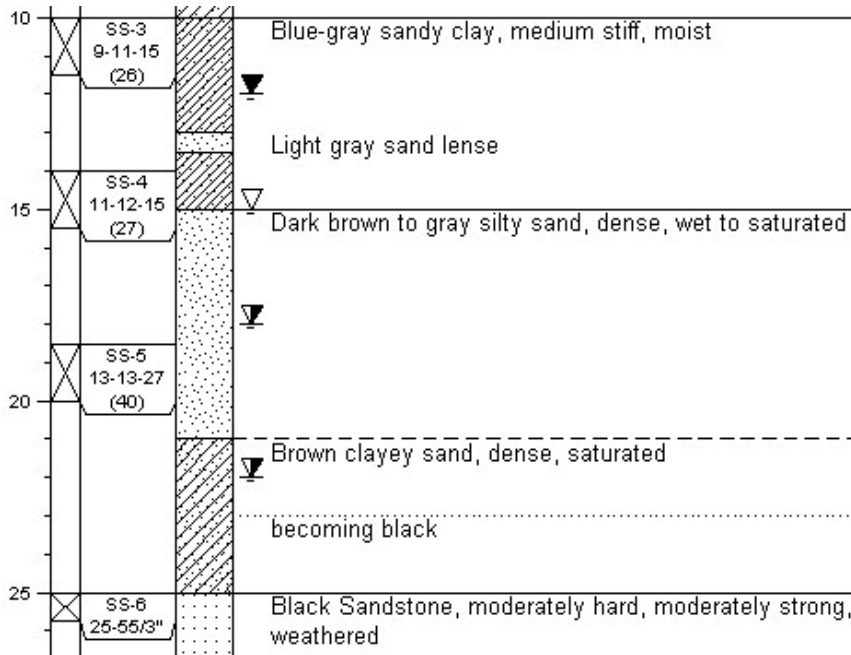 10
SS-3
9-11-15
(26)
Blue-gray sandy clay, medium stiff, moist
Light gray sand lense
SS-4
11-12-15
(27)
15
Dark brown to gray silty sand, dense, wet to saturated
SS-5
13-13-27
(40)
20
Brown clayey sand, dense, saturated
becoming black
25
SS-6
25-55/3"
Black Sandstone, moderately hard, moderately strong,
weathered